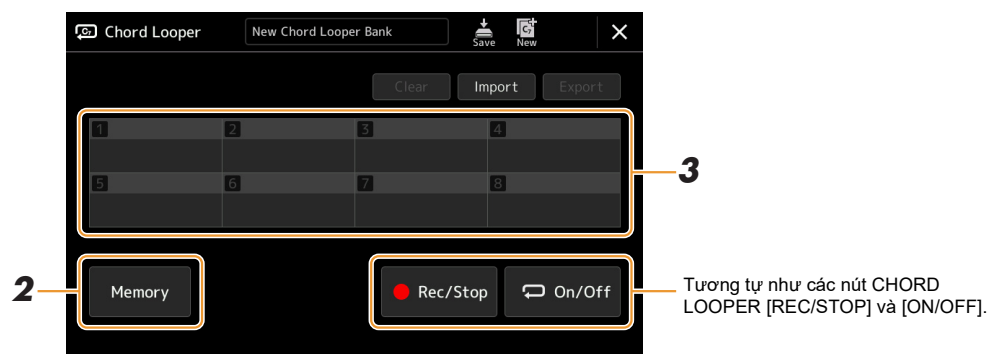 Chord Looper
New Chord Looper Bank
Save
New
Clear
Import
Export
1
2
3
4
5
6
7
8
3
2
Memory
Rec/Stop
On/Off
Tương tự như các nút CHORD
LOOPER [REC/STOP] và [ON/OFF].